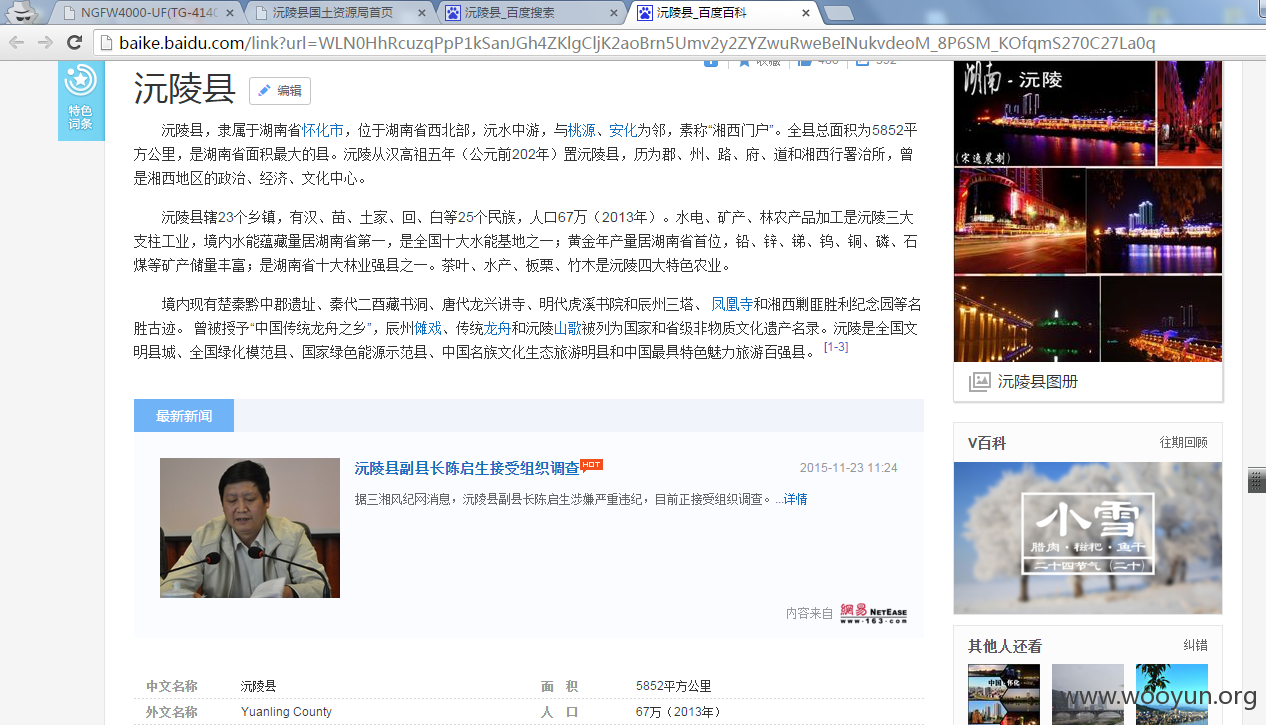 NGFW4000-UF(TG-414C
沅陵县国土资源局首页
沅陵县_百度搜索
沅陵县_百度百科
baike.baidu.com/link?url=WLN0HhRcuzqPpP1kSanJGh4ZKlgCljK2aoBrn5Umv2y2ZYZwuRweBeINukvdeoM_8P6SM_KOfqmS270C27La0q
特色
词条
沅陵县
编辑
收藏
486
392
沅陵县，隶属于湖南省怀化市，位于湖南省西北部，沅水中游，与桃源、安化为邻，素称“湘西门户”。全县总面积为5852平
方公里，是湖南省面积最大的县。沅陵从汉高祖五年（公元前202年）置沅陵县，历为郡、州、路、府、道和湘西行署治所，曾
是湘西地区的政治、经济、文化中心。
沅陵县辖23个乡镇，有汉、苗、土家、回、白等25个民族，人口67万（2013年）。水电、矿产、林农产品加工是沅陵三大
支柱工业，境内水能蕴藏量居湖南省第一，是全国十大水能基地之一；黄金年产量居湖南省首位，铅、锌、锑、钨、铜、磷、石
煤等矿产储量丰富；是湖南省十大林业强县之一。茶叶、水产、板栗、竹木是沅陵四大特色农业。
境内现有楚秦黔中郡遗址、秦代二酉藏书洞、唐代龙兴讲寺、明代虎溪书院和辰州三塔、 凤凰寺和湘西剿匪胜利纪念园等名
胜古迹。 曾被授予“中国传统龙舟之乡”，辰州傩戏、传统龙舟和沅陵山歌被列为国家和省级非物质文化遗产名录。沅陵是全国文
明县城、全国绿化模范县、国家绿色能源示范县、中国名族文化生态旅游明县和中国最具特色魅力旅游百强县。 [1-3]
最新新闻
沅陵县副县长陈启生接受组织调查 HOT
2015-11-23 11:24
据三湘风纪网消息，沅陵县副县长陈启生涉嫌严重违纪，目前正接受组织调查。...详情
内容来自 網易 NETEASE
www.163.com
中文名称
沅陵县
面 积
5852平方公里
外文名称
Yuanling County
人 口
67万（2013年）
湖南 - 沅陵
(宋逸晨制)
沅陵县图册
V百科
往期回顾
小雪
腊肉·糍粑·鱼干
二十四节气（二十）
其他人还看
纠错
中国·怀化
www.wooyun.org